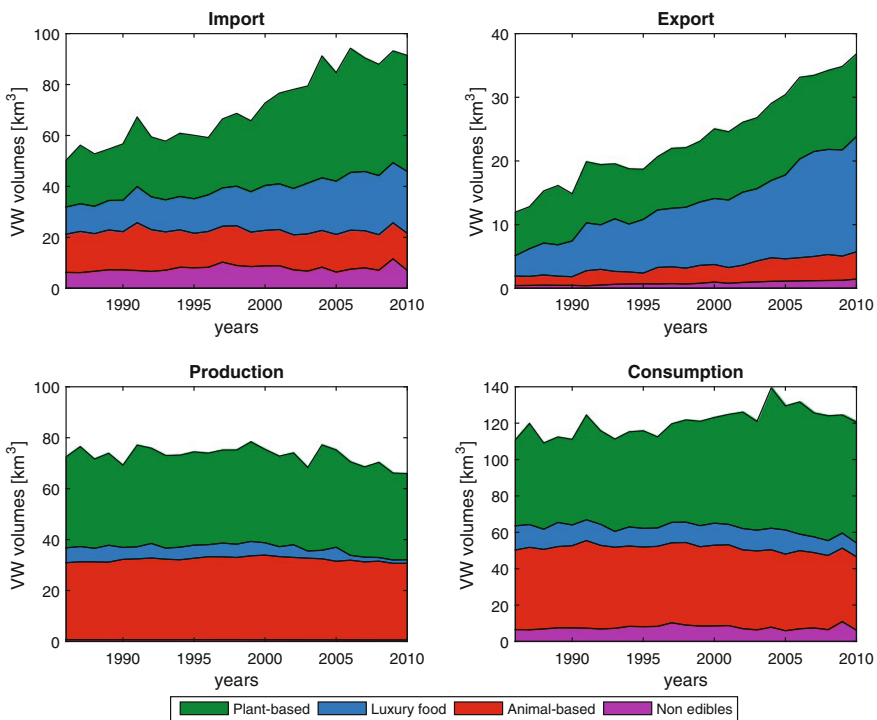 Import
VW volumes [km³]
100
80
60
40
20
0
1990 1995 2000 2005 2010
years
Export
VW volumes [km³]
40
30
20
10
0
1990 1995 2000 2005 2010
years
Production
VW volumes [km³]
100
80
60
40
20
0
1990 1995 2000 2005 2010
years
Consumption
VW volumes [km³]
140
120
100
80
60
40
20
0
1990 1995 2000 2005 2010
years
Plant-based Luxury food Animal-based Non edibles